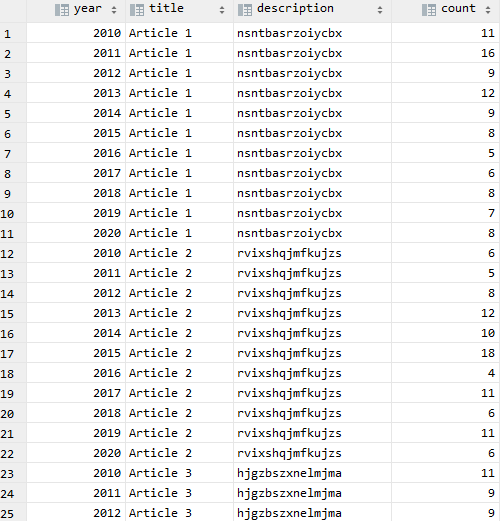 year title description count
1 2010 Article 1 nsntbasrzoiycbx 11
2 2011 Article 1 nsntbasrzoiycbx 16
3 2012 Article 1 nsntbasrzoiycbx 9
4 2013 Article 1 nsntbasrzoiycbx 12
5 2014 Article 1 nsntbasrzoiycbx 9
6 2015 Article 1 nsntbasrzoiycbx 8
7 2016 Article 1 nsntbasrzoiycbx 5
8 2017 Article 1 nsntbasrzoiycbx 6
9 2018 Article 1 nsntbasrzoiycbx 8
10 2019 Article 1 nsntbasrzoiycbx 7
11 2020 Article 1 nsntbasrzoiycbx 8
12 2010 Article 2 rvixshqjmfkujzs 6
13 2011 Article 2 rvixshqjmfkujzs 5
14 2012 Article 2 rvixshqjmfkujzs 8
15 2013 Article 2 rvixshqjmfkujzs 12
16 2014 Article 2 rvixshqjmfkujzs 10
17 2015 Article 2 rvixshqjmfkujzs 18
18 2016 Article 2 rvixshqjmfkujzs 4
19 2017 Article 2 rvixshqjmfkujzs 11
20 2018 Article 2 rvixshqjmfkujzs 6
21 2019 Article 2 rvixshqjmfkujzs 11
22 2020 Article 2 rvixshqjmfkujzs 6
23 2010 Article 3 hjgzbszxnelmjma 11
24 2011 Article 3 hjgzbszxnelmjma 9
25 2012 Article 3 hjgzbszxnelmjma 9